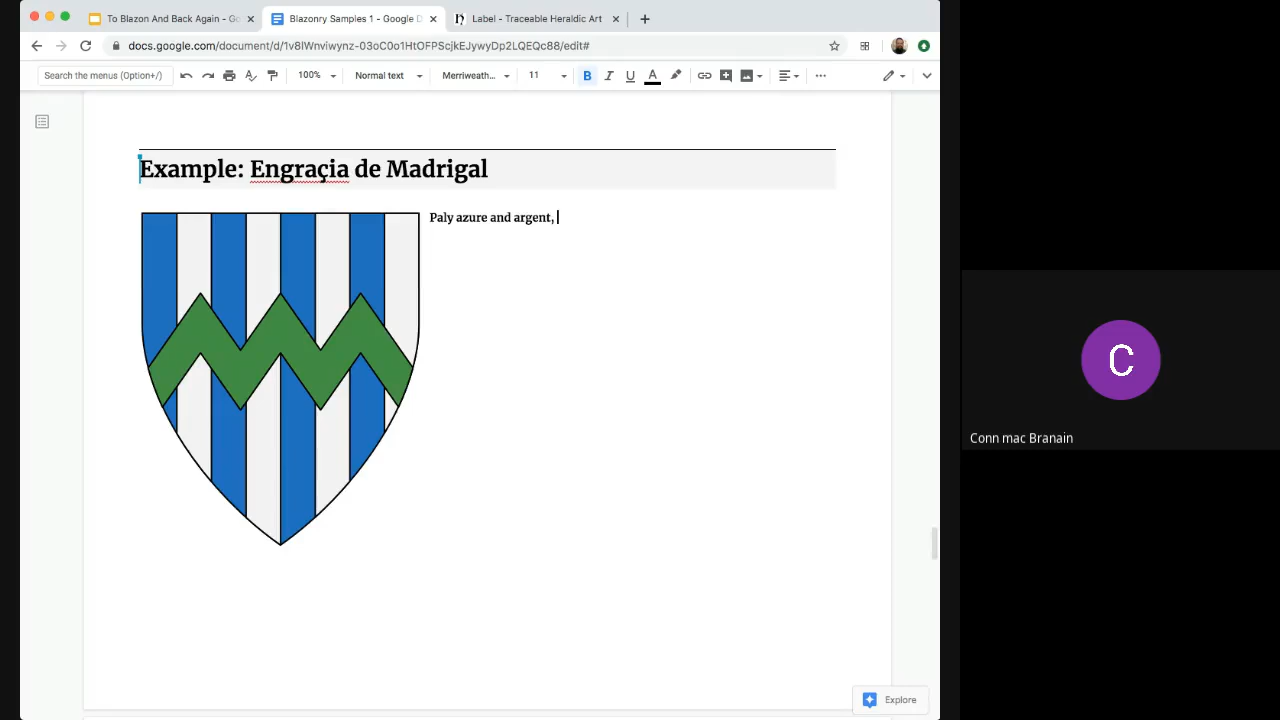 To Blazon And Back Again - Go
Blazonry Samples 1 - Google D
Label - Traceable Heraldic Art
docs.google.com/document/d/1v8lWnviwynz-03oC0o1HtOFPScjkEJywyDp2LQEQc88/edit#
Search the menus (Option+/)
100%
Normal text
Merriweath...
11
B
I
U
A
Example: Engraçia de Madrigal
Paly azure and argent,
C
Conn mac Branain
Explore